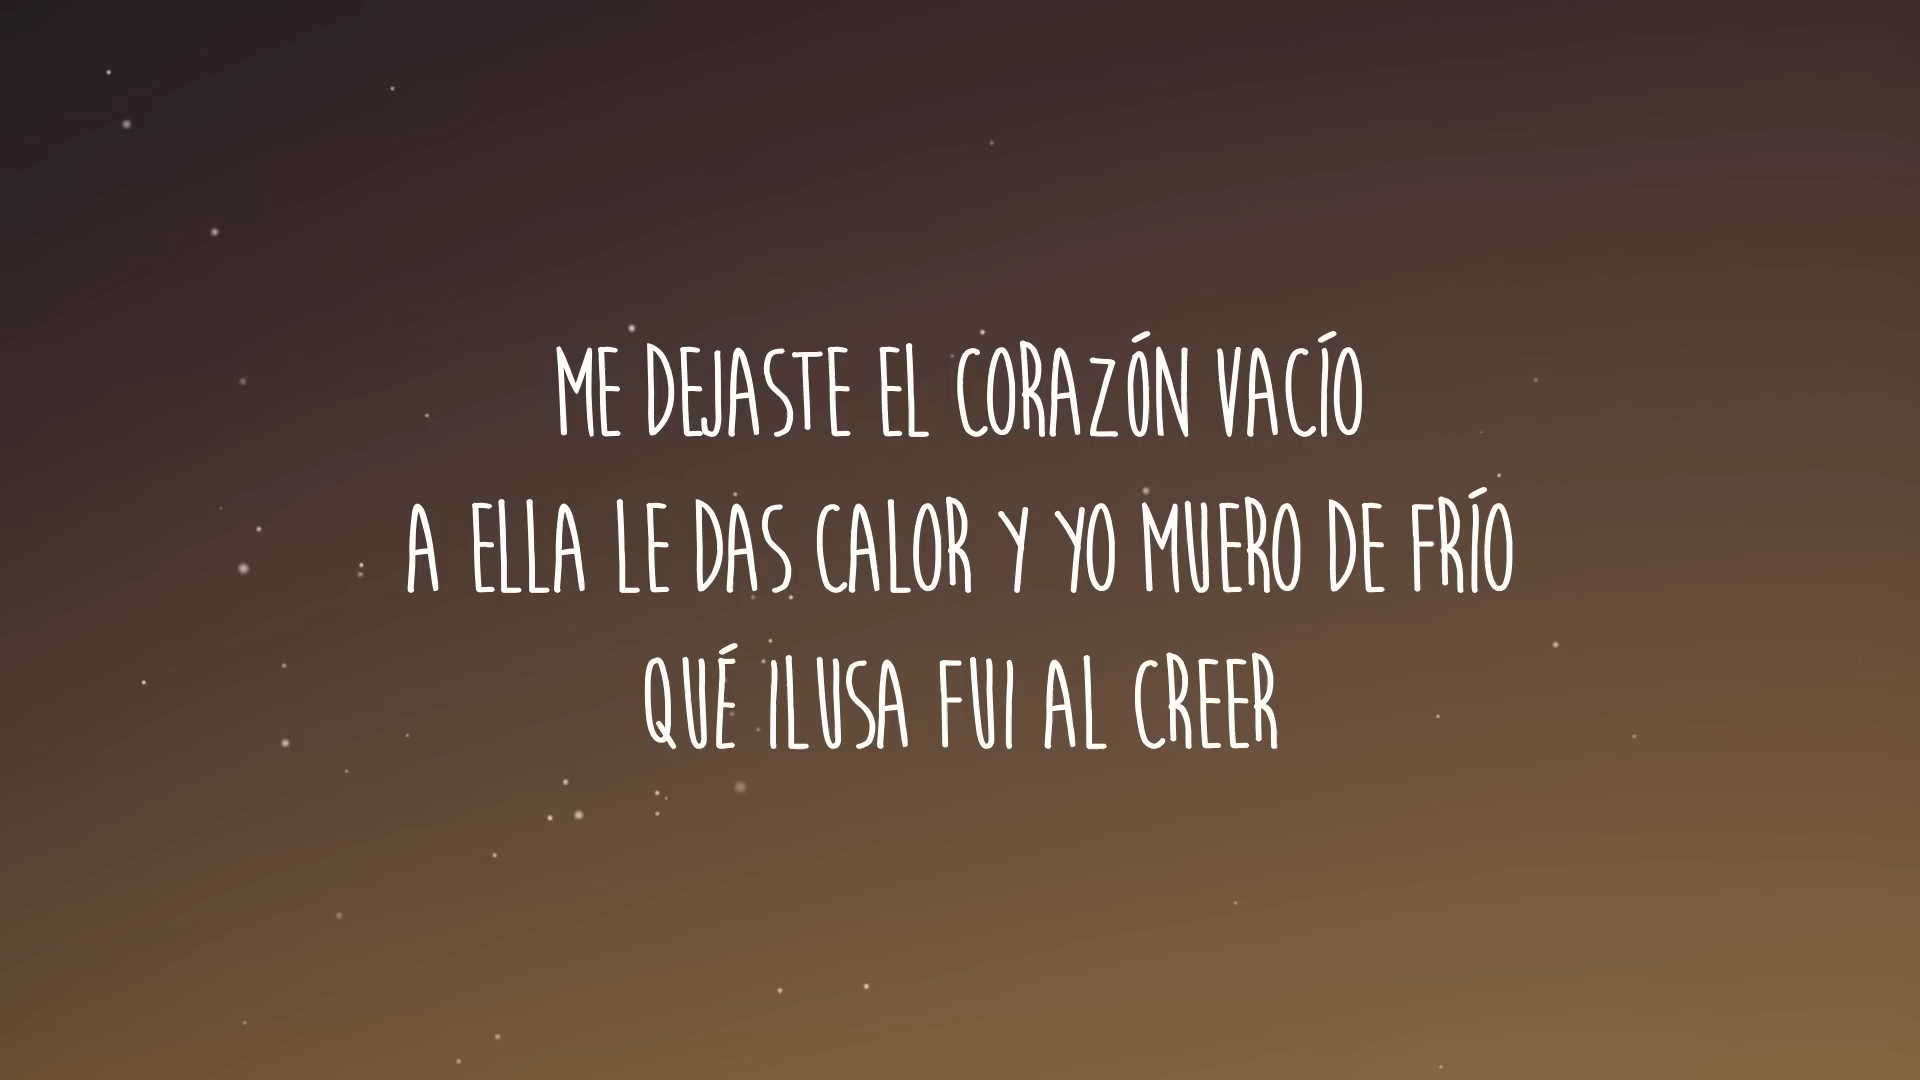 ME DEJASTE EL CORAZÓN VACÍO
A ELLA LE DAS CALOR Y YO MUERO DE FRÍO
QUÉ ILUSA FUI AL CREER